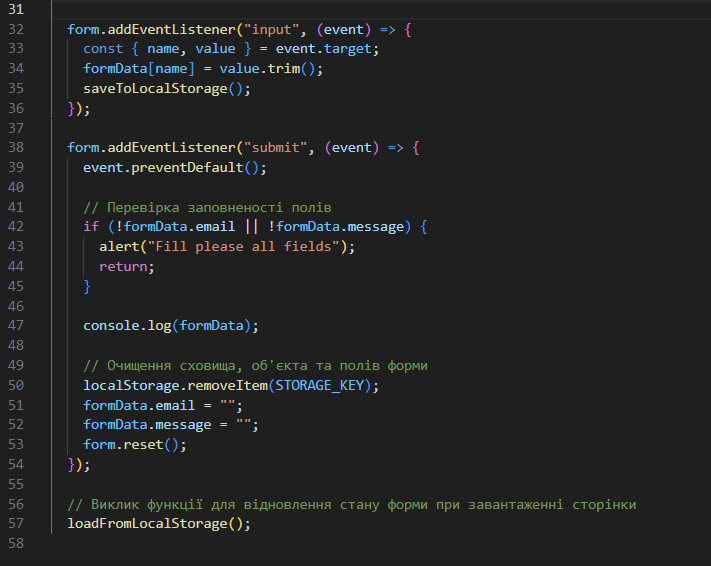 31
32 form.addEventListener("input", (event) => {
33 const { name, value } = event.target;
34 formData[name] = value.trim();
35 saveToLocalStorage();
36 });
37
38 form.addEventListener("submit", (event) => {
39 event.preventDefault();
40
41 // Перевірка заповненості полів
42 if (!formData.email || !formData.message) {
43 alert("Fill please all fields");
44 return;
45 }
46
47 console.log(formData);
48
49 // Очищення сховища, об'єкта та полів форми
50 localStorage.removeItem(STORAGE_KEY);
51 formData.email = "";
52 formData.message = "";
53 form.reset();
54 });
55
56 // Виклик функції для відновлення стану форми при завантаженні сторінки
57 loadFromLocalStorage();
58